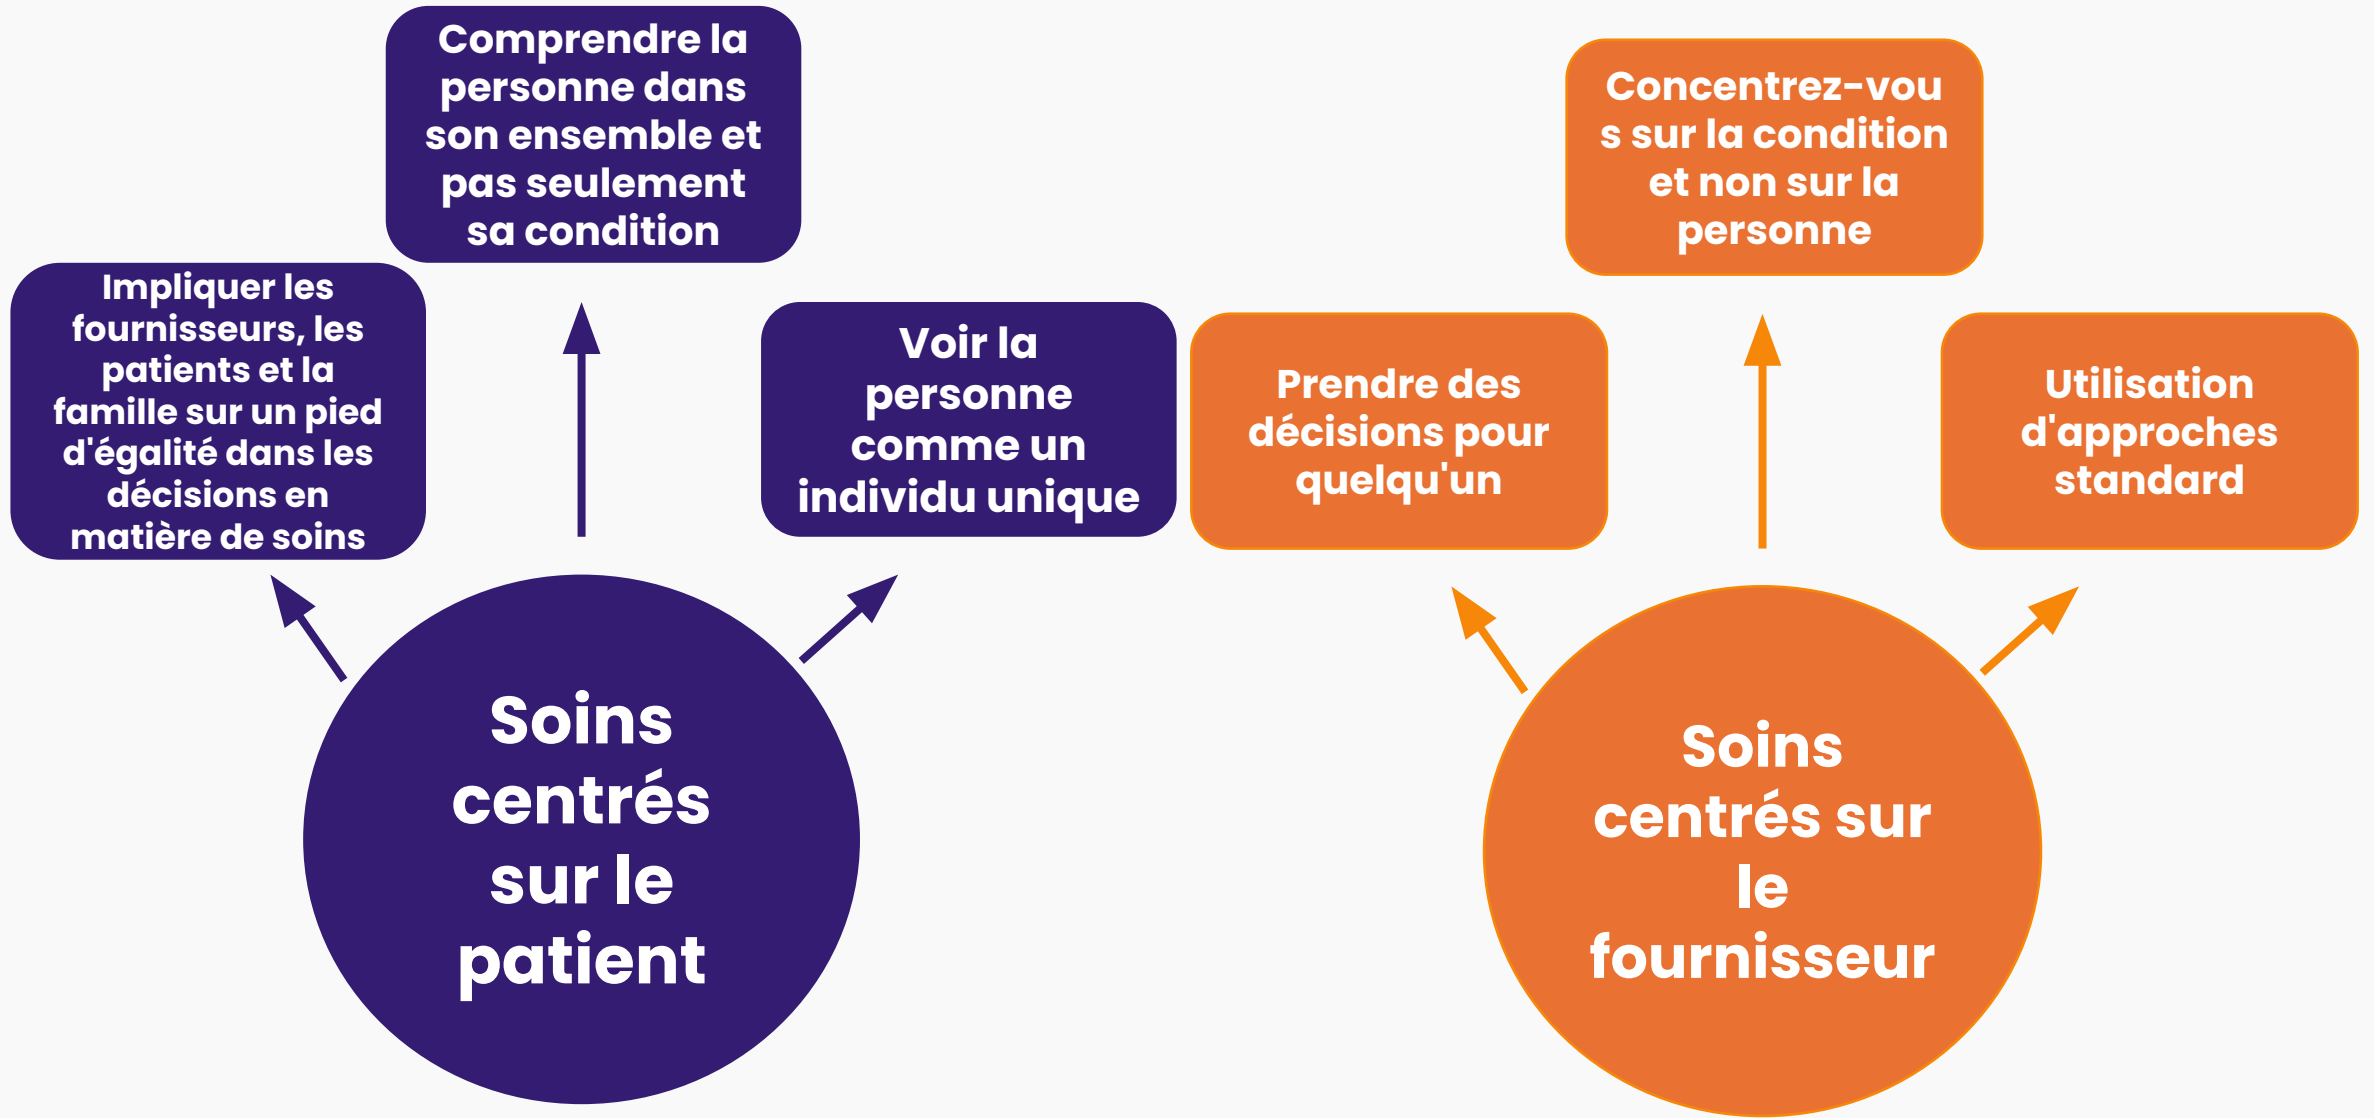 Comprendre la
personne dans
son ensemble et
pas seulement
sa condition
Impliquer les
fournisseurs, les
patients et la
famille sur un pied
d'égalité dans les
décisions en
matière de soins
Voir la
personne
comme un
individu unique
Soins
centrés
sur le
patient
Concentrez-vou
s sur la condition
et non sur la
personne
Prendre des
décisions pour
quelqu'un
Utilisation
d'approches
standard
Soins
centrés sur
le
fournisseur